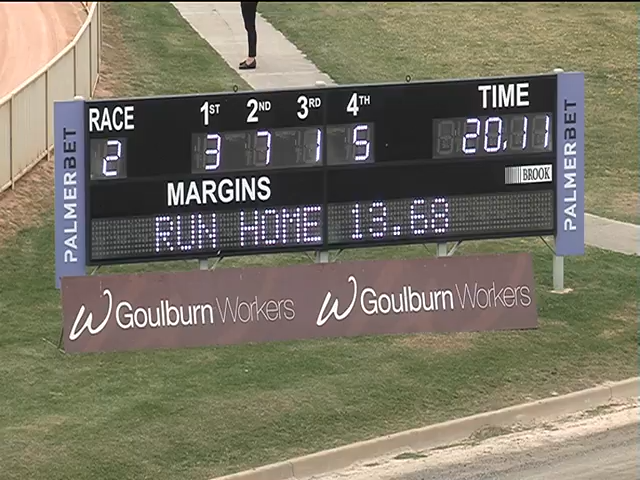 RACE 1ST 2ND 3RD 4TH TIME
2 3 7 1 5 20.11
MARGINS BROOK
RUN HOME 13.68
PALMERBET
PALMERBET
Goulburn Workers Goulburn Workers